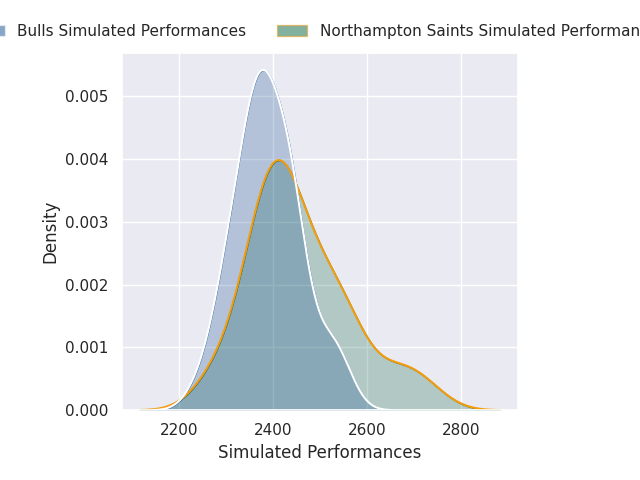 Bulls Simulated Performances
Northampton Saints Simulated Performan
0.005
0.004
0.003
0.002
0.001
0.000
Density
2200 2400 2600 2800
Simulated Performances